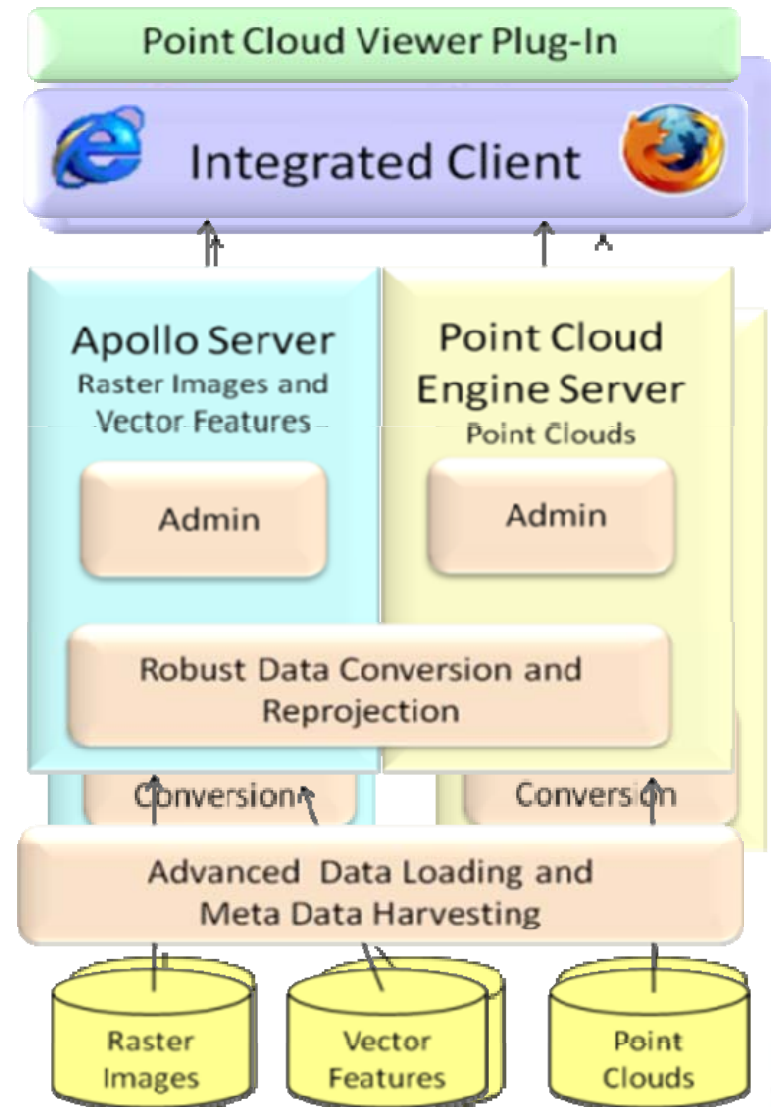 Point Cloud Viewer Plug-In
Integrated Client
Apollo Server
Raster Images and
Vector Features
Admin
Point Cloud
Engine Server
Point Clouds
Admin
Robust Data Conversion and
Reprojection
Conversion
Conversion
Advanced Data Loading and
Meta Data Harvesting
Raster
Images
Vector
Features
Point
Clouds